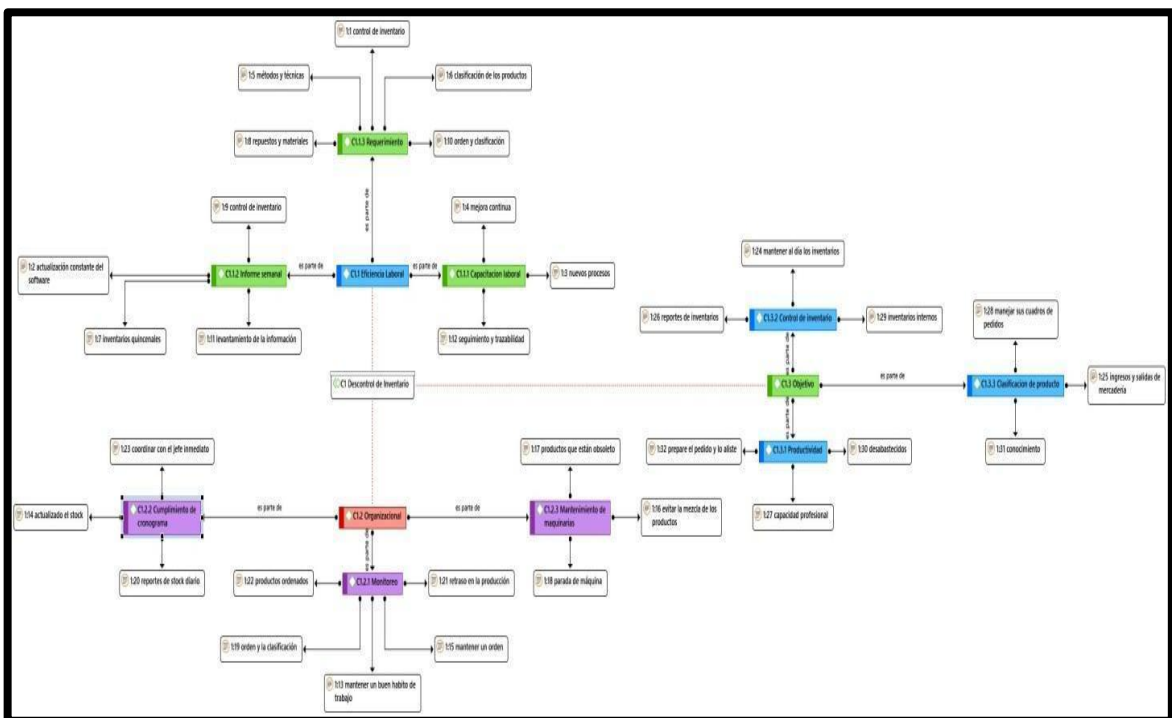 1:1 control de inventario
1:5 métodos y técnicas
1:6 clasificación de los productos
1:8 repuestos y materiales
C1.1.3 Requerimiento
1:10 orden y clasificación
es parte de
1:9 control de inventario
1:4 mejora continua
1:2 actualización constante del
software
C1.1.2 Informe semanal
es parte de
C1.1 Eficiencia Laboral
es parte de
C1.1.1 Capacitacion laboral
1:3 nuevos procesos
1:7 inventarios quincenales
1:11 levantamiento de la información
1:12 seguimiento y trazabilidad
1:24 mantener al día los inventarios
1:26 reportes de inventarios
C1.3.2 Control de inventario
1:29 inventarios internos
1:28 manejar sus cuadros de
pedidos
es parte de
C1 Descontrol de Inventario
C1.3 Objetivo
es parte de
C1.3.3 Clasificacion de producto
1:25 ingresos y salidas de
mercadería
es parte de
1:32 prepare el pedido y lo aliste
C1.3.1 Productividad
1:30 desabastecidos
1:31 conocimiento
1:27 capacidad profesional
1:23 coordinar con el jefe inmediato
1:17 productos que están obsoleto
1:14 actualizado el stock
C1.2.2 Cumplimiento de
cronograma
es parte de
C1.2 Organizacional
es parte de
C1.2.3 Mantenimiento de
maquinarias
1:16 evitar la mezcla de los
productos
es parte de
1:20 reportes de stock diario
1:22 productos ordenados
C1.2.1 Monitoreo
1:21 retraso en la producción
1:18 parada de máquina
1:19 orden y la clasificación
1:15 mantener un orden
1:13 mantener un buen habito de
trabajo